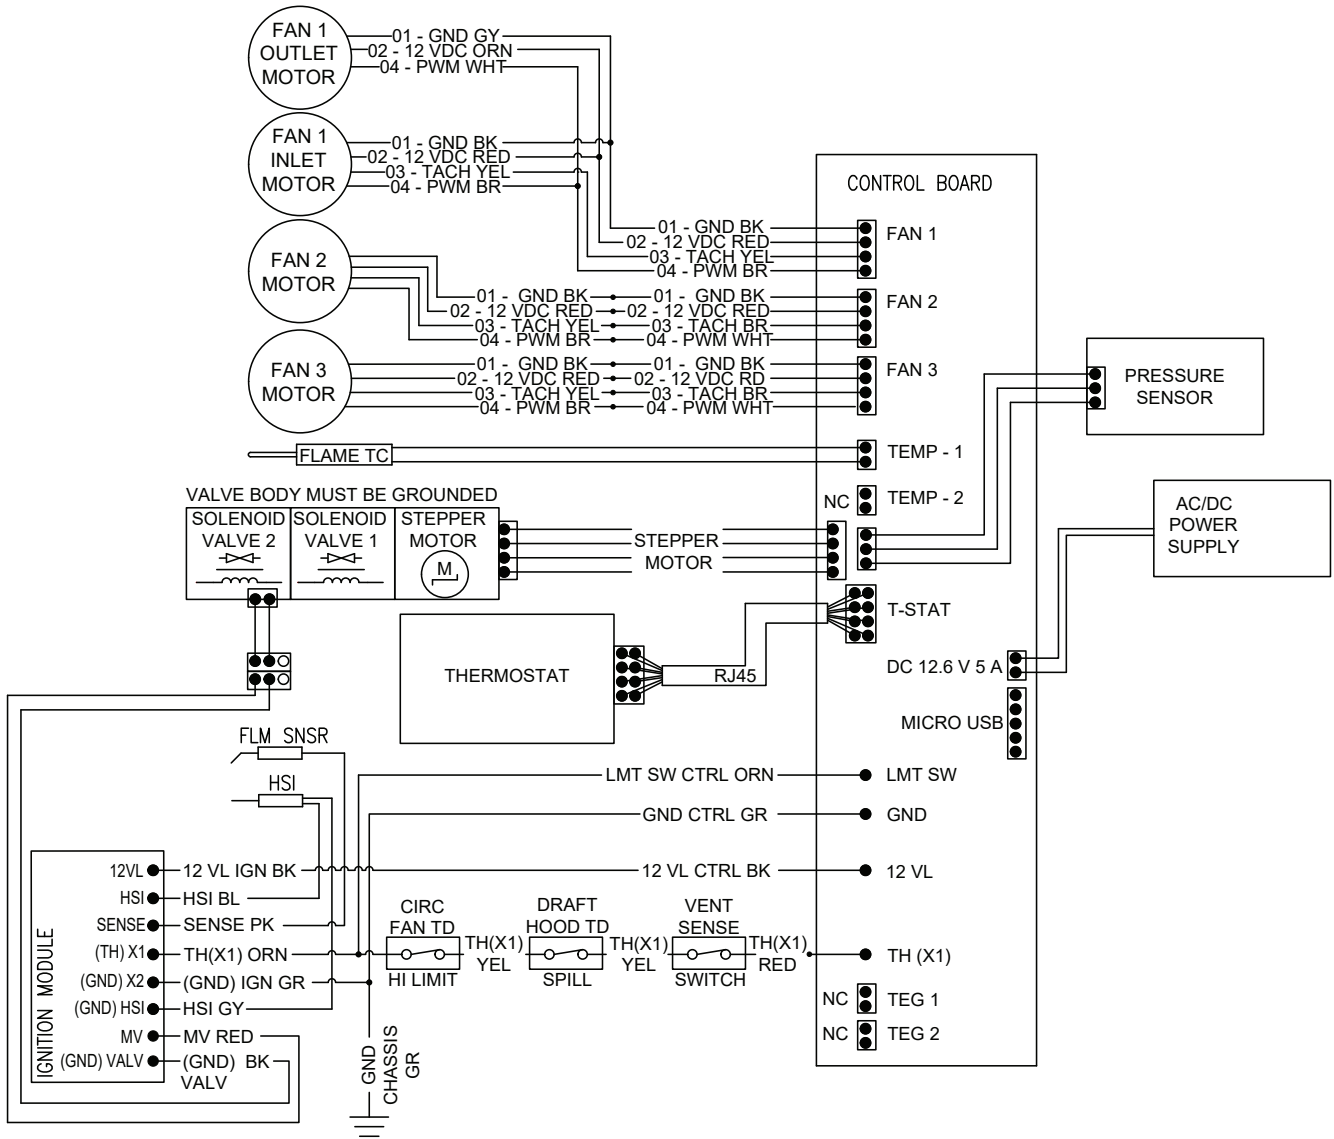 FAN 1
OUTLET
MOTOR
01 - GND GY
02 - 12 VDC ORN
04 - PWM WHT
FAN 1
INLET
MOTOR
01 - GND BK
02 - 12 VDC RED
03 - TACH YEL
04 - PWM BR
CONTROL BOARD
01 - GND BK
02 - 12 VDC RED
03 - TACH YEL
04 - PWM BR
FAN 1
FAN 2
MOTOR
01 - GND BK
02 - 12 VDC RED
03 - TACH YEL
04 - PWM BR
01 - GND BK
02 - 12 VDC RED
03 - TACH BR
04 - PWM WHT
FAN 2
FAN 3
MOTOR
01 - GND BK
02 - 12 VDC RED
03 - TACH YEL
04 - PWM BR
01 - GND BK
02 - 12 VDC RD
03 - TACH BR
04 - PWM WHT
FAN 3
PRESSURE
SENSOR
FLAME TC
TEMP - 1
NC
TEMP - 2
VALVE BODY MUST BE GROUNDED
SOLENOID
VALVE 2
SOLENOID
VALVE 1
STEPPER
MOTOR
M
STEPPER
MOTOR
AC/DC
POWER
SUPPLY
T-STAT
THERMOSTAT
RJ45
DC 12.6 V 5 A
MICRO USB
FLM SNSR
HSI
LMT SW CTRL ORN
LMT SW
GND CTRL GR
GND
IGNITION MODULE
12VL
12 VL IGN BK
12 VL CTRL BK
12 VL
HSI
HSI BL
SENSE
SENSE PK
(TH) X1
TH(X1) ORN
CIRC
FAN TD
HI LIMIT
TH(X1)
YEL
DRAFT
HOOD TD
SPILL
TH(X1)
YEL
VENT
SENSE
SWITCH
TH(X1)
RED
TH (X1)
(GND) X2
(GND) IGN GR
(GND) HSI
HSI GY
MV
MV RED
(GND) VALV
(GND) BK
VALV
GND
CHASSIS
GR
NC
TEG 1
NC
TEG 2